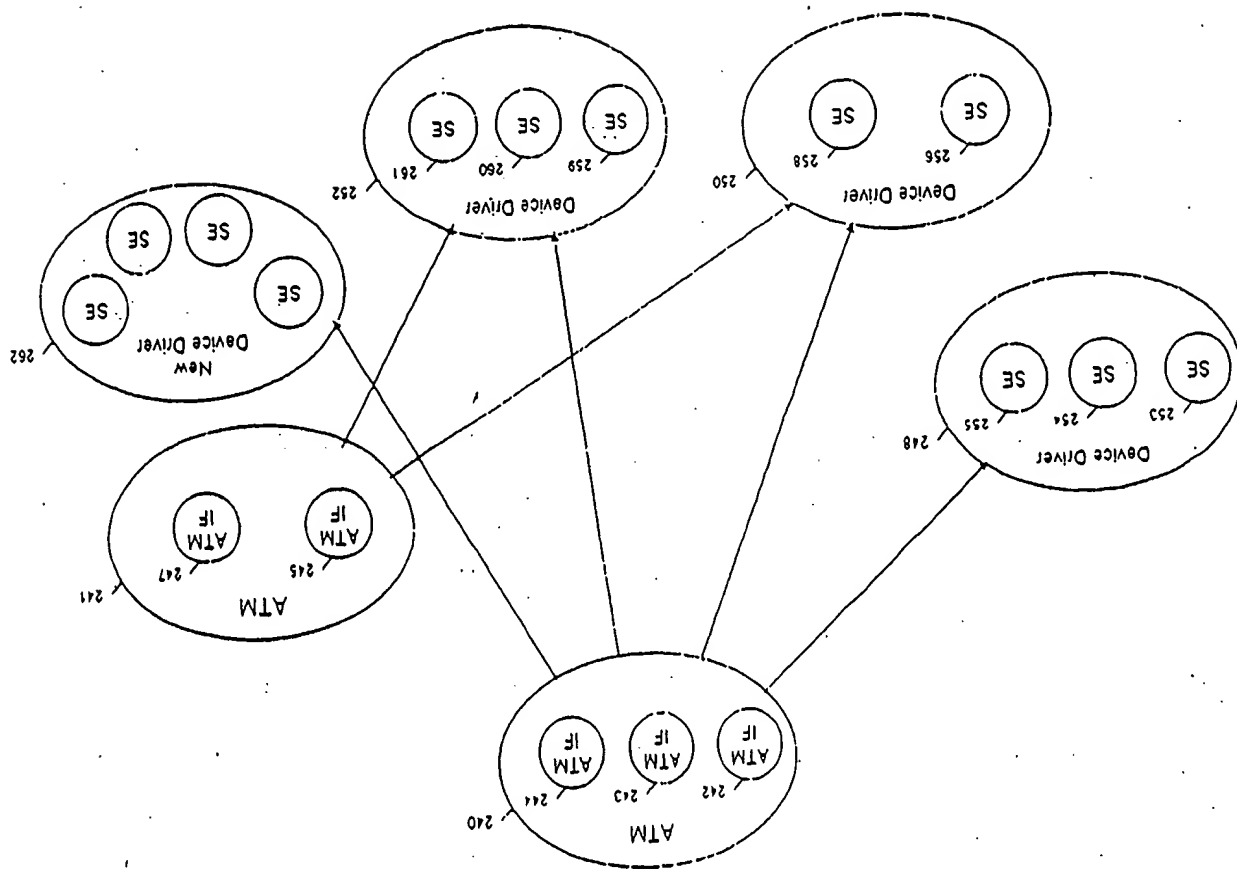 ATM
240
242
243
244
ATM
IF
ATM
IF
ATM
IF
ATM
241
245
247
ATM
IF
ATM
IF
Device Driver
248
253
254
255
SE
SE
SE
New
Device Driver
262
SE
SE
SE
SE
Device Driver
250
256
258
SE
SE
Device Driver
252
259
260
261
SE
SE
SE